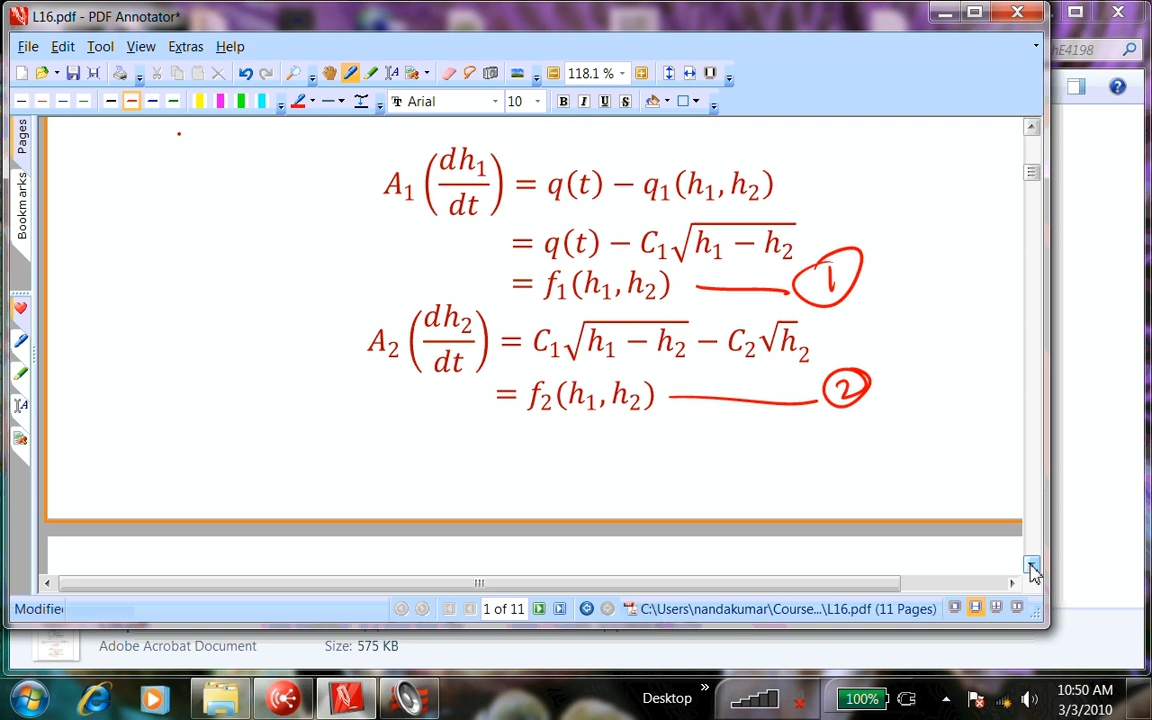 L16.pdf - PDF Annotator*
hE4198
File Edit Tool View Extras Help
118.1 %
Arial 10 B I U S
Pages
Bookmarks
A₁ (dh₁/dt) = q(t) − q₁(h₁, h₂)
= q(t) − C₁√(h₁ − h₂)
= f₁(h₁, h₂) ——— 1
A₂ (dh₂/dt) = C₁√(h₁ − h₂) − C₂√h₂
= f₂(h₁, h₂) ——— 2
Modified
1 of 11
C:\Users\nandakumar\Course...\L16.pdf (11 Pages)
Adobe Acrobat Document Size: 575 KB
Desktop » 100% 10:50 AM
3/3/2010